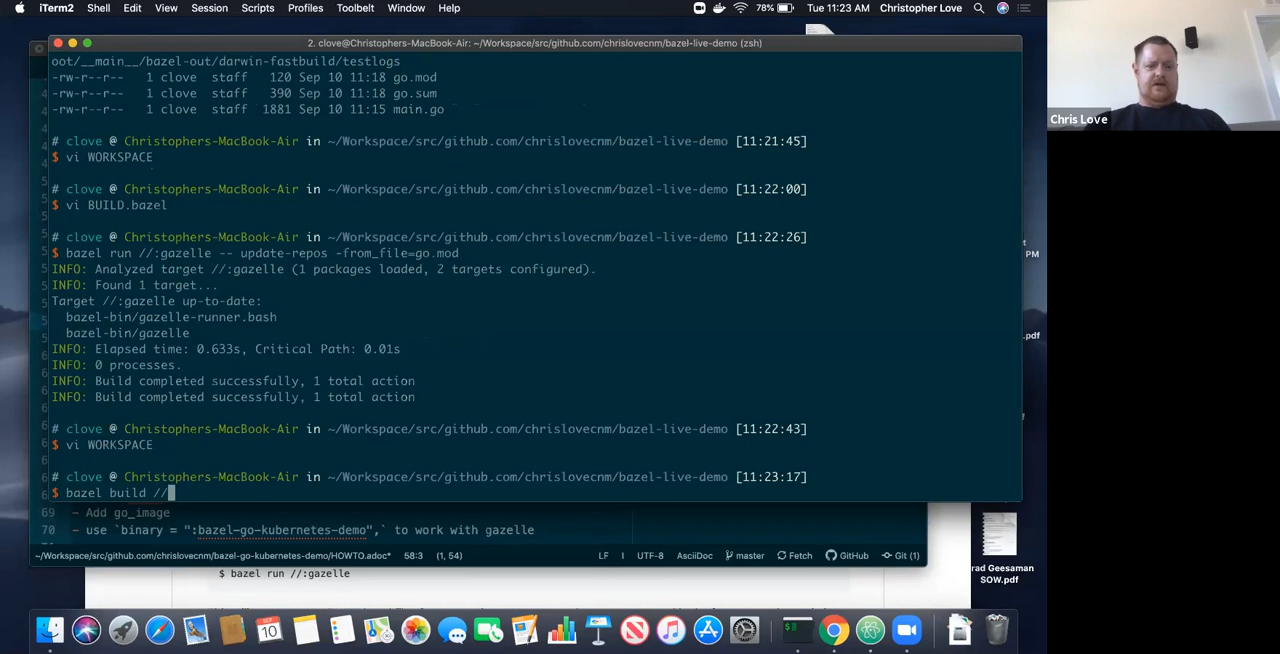 iTerm2 Shell Edit View Session Scripts Profiles Toolbelt Window Help 78% Tue 11:23 AM Christopher Love
2. clove@Christophers-MacBook-Air: ~/Workspace/src/github.com/chrislovecnm/bazel-live-demo (zsh)
oot/__main__/bazel-out/darwin-fastbuild/testlogs
-rw-r--r-- 1 clove staff 120 Sep 10 11:18 go.mod
-rw-r--r-- 1 clove staff 390 Sep 10 11:18 go.sum
-rw-r--r-- 1 clove staff 1881 Sep 10 11:15 main.go
Chris Love
# clove @ Christophers-MacBook-Air in ~/Workspace/src/github.com/chrislovecnm/bazel-live-demo [11:21:45]
$ vi WORKSPACE
# clove @ Christophers-MacBook-Air in ~/Workspace/src/github.com/chrislovecnm/bazel-live-demo [11:22:00]
$ vi BUILD.bazel
# clove @ Christophers-MacBook-Air in ~/Workspace/src/github.com/chrislovecnm/bazel-live-demo [11:22:26]
$ bazel run //:gazelle -- update-repos -from_file=go.mod
PM
INFO: Analyzed target //:gazelle (1 packages loaded, 2 targets configured).
INFO: Found 1 target...
Target //:gazelle up-to-date:
bazel-bin/gazelle-runner.bash
bazel-bin/gazelle
.pdf
INFO: Elapsed time: 0.633s, Critical Path: 0.01s
INFO: 0 processes.
INFO: Build completed successfully, 1 total action
INFO: Build completed successfully, 1 total action
# clove @ Christophers-MacBook-Air in ~/Workspace/src/github.com/chrislovecnm/bazel-live-demo [11:22:43]
$ vi WORKSPACE
# clove @ Christophers-MacBook-Air in ~/Workspace/src/github.com/chrislovecnm/bazel-live-demo [11:23:17]
$ bazel build //
69 - Add go_image
70 - use `binary = ":bazel-go-kubernetes-demo",` to work with gazelle
~/Workspace/src/github.com/chrislovecnm/bazel-go-kubernetes-demo/HOWTO.adoc* 58:3 (1, 54) LF UTF-8 AsciiDoc master Fetch GitHub Git (1)
$ bazel run //:gazelle
rad Geesaman
SOW.pdf
SEP
10